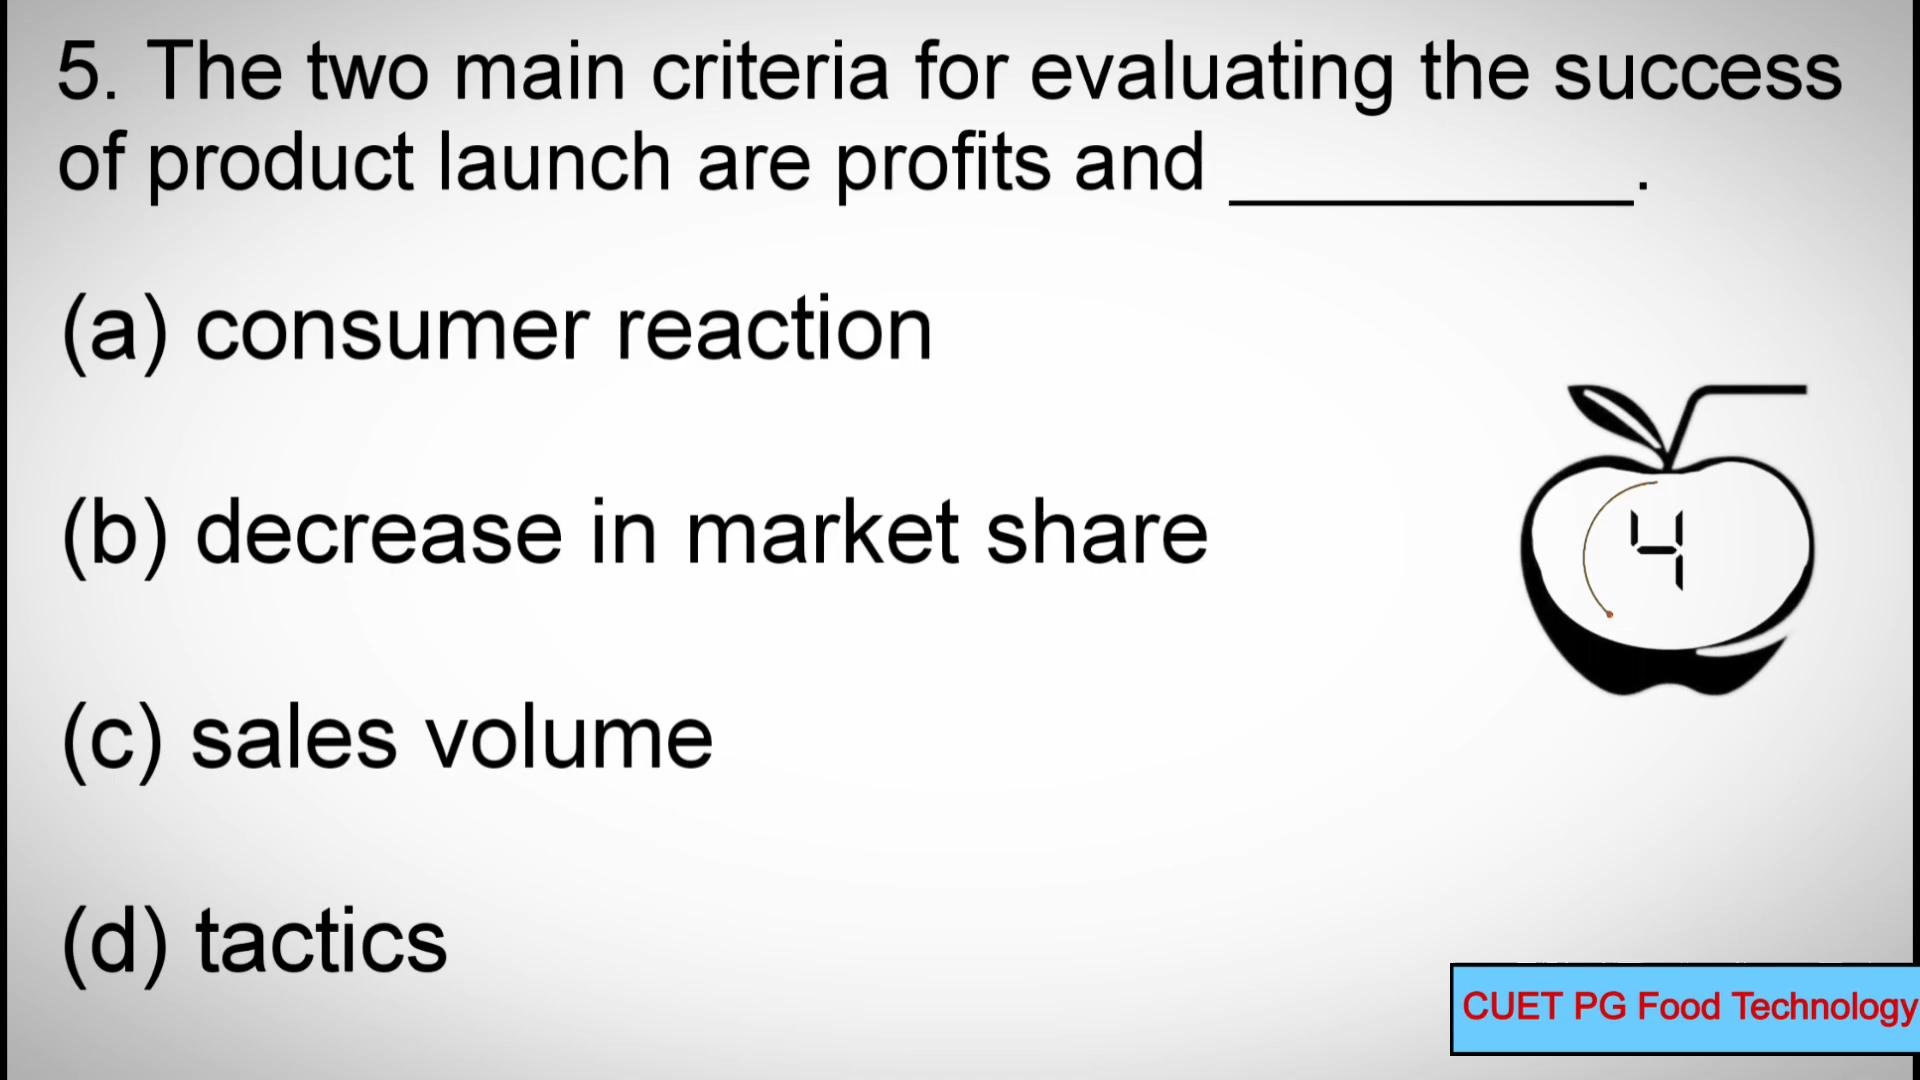 5. The two main criteria for evaluating the success
of product launch are profits and __________.
(a) consumer reaction
(b) decrease in market share
(c) sales volume
(d) tactics
4
CUET PG Food Technology